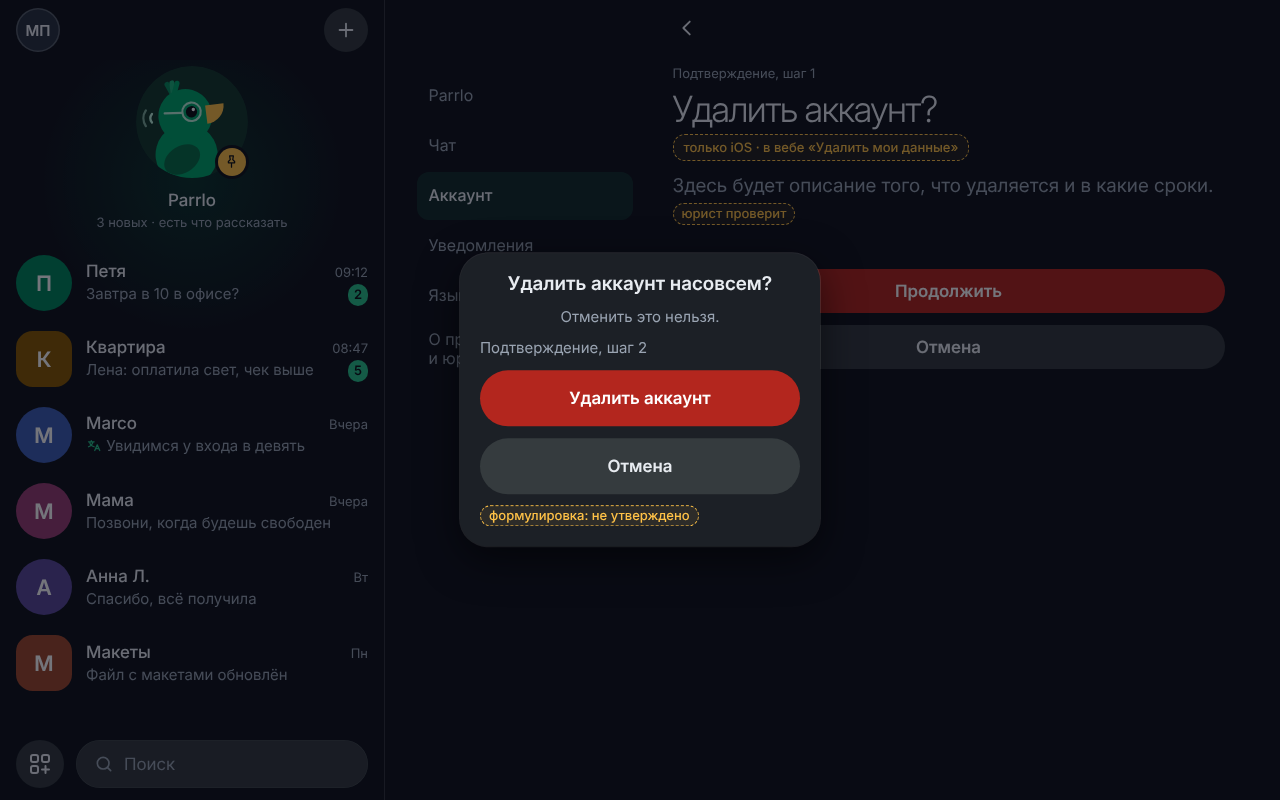 МП
Parrlo
3 новых · есть что рассказать
Петя
09:12
Завтра в 10 в офисе?
2
П
Квартира
08:47
Лена: оплатила свет, чек выше
5
К
Marco
Вчера
Увидимся у входа в девять
M
Мама
Вчера
Позвони, когда будешь свободен
М
Анна Л.
Вт
Спасибо, всё получила
А
Макеты
Пн
Файл с макетами обновлён
М
Поиск
Parrlo
Чат
Аккаунт
Уведомления
О
и
Подтверждение, шаг 1
Удалить аккаунт?
только iOS · в вебе «Удалить мои данные»
Здесь будет описание того, что удаляется и в какие сроки.
юрист проверит
Продолжить
Отмена
Удалить аккаунт насовсем?
Отменить это нельзя.
Подтверждение, шаг 2
Удалить аккаунт
Отмена
формулировка: не утверждено